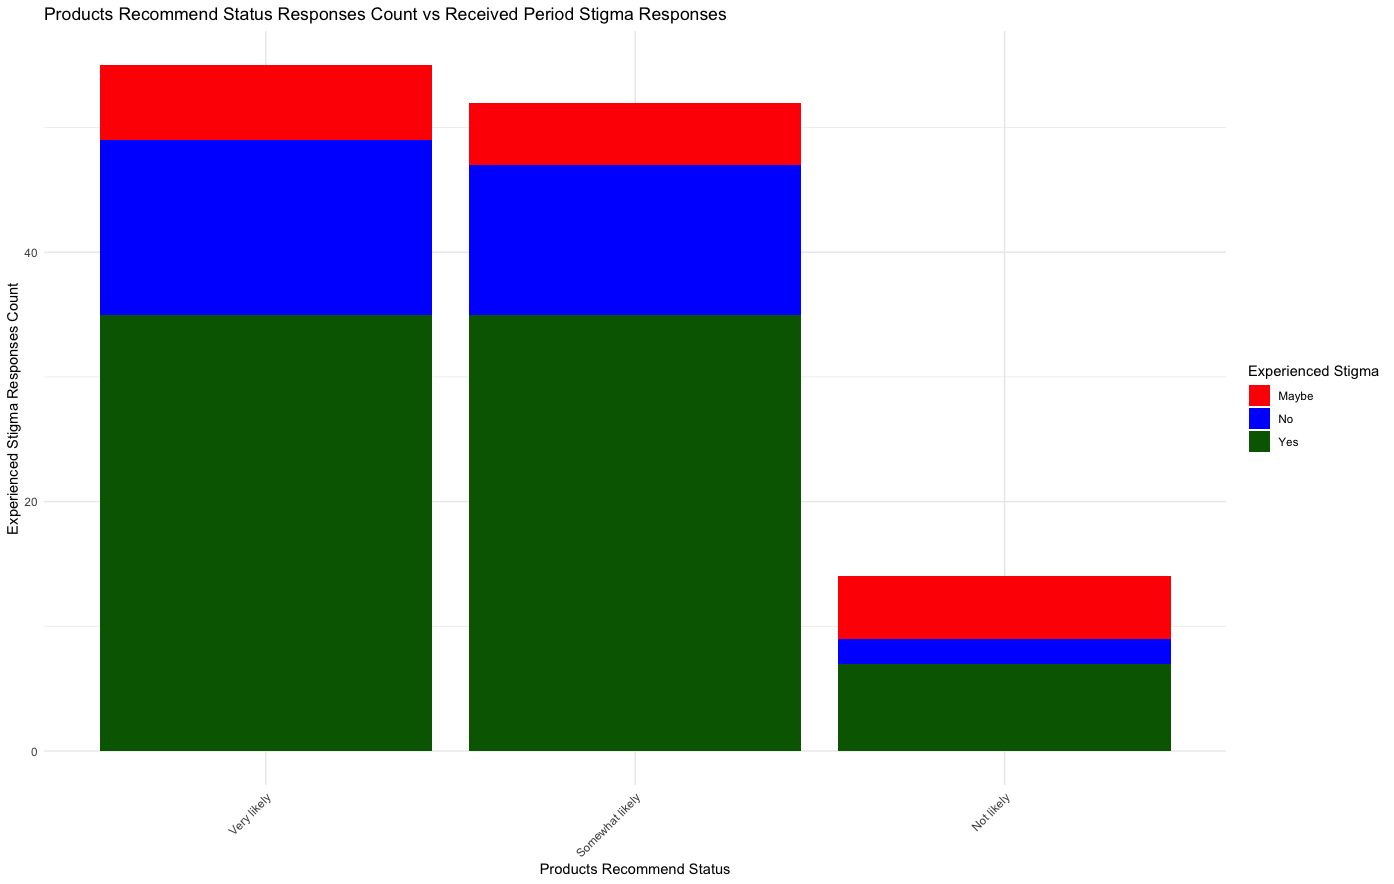 Products Recommend Status Responses Count vs Received Period Stigma Responses
Experienced Stigma Responses Count
40
20
0
Very likely
Somewhat likely
Not likely
Products Recommend Status
Experienced Stigma
Maybe
No
Yes